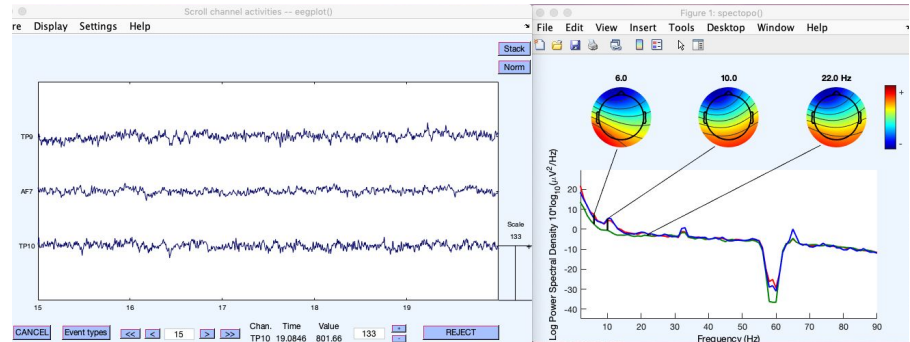 Scroll channel activities -- eegplot()
re Display Settings Help
Stack
Norm
TP9
AF7
TP10
Scale
133
15 16 17 18 19
CANCEL Event types << < 15 > >> Chan. Time Value 133 + - REJECT
TP10 19.0846 801.66
Figure 1: spectopo()
File Edit View Insert Tools Desktop Window Help
6.0 10.0 22.0 Hz
+
-
Log Power Spectral Density 10*log10(μV2/Hz)
20
10
0
-10
-20
-30
-40
10 20 30 40 50 60 70 80 90
Frequency (Hz)